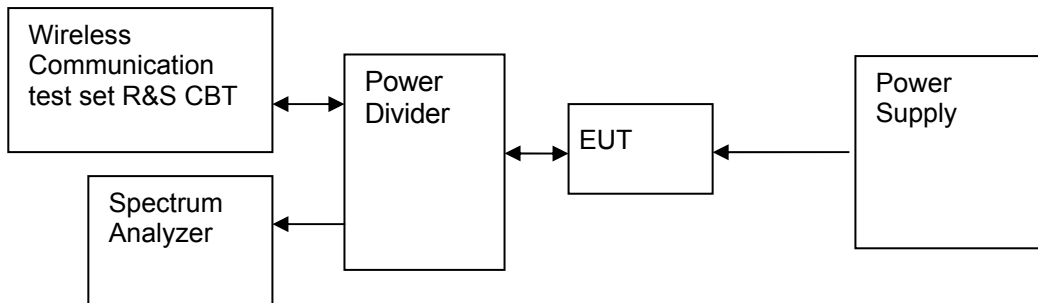 Wireless
Communication
test set R&S CBT
Power
Divider
EUT
Power
Supply
Spectrum
Analyzer